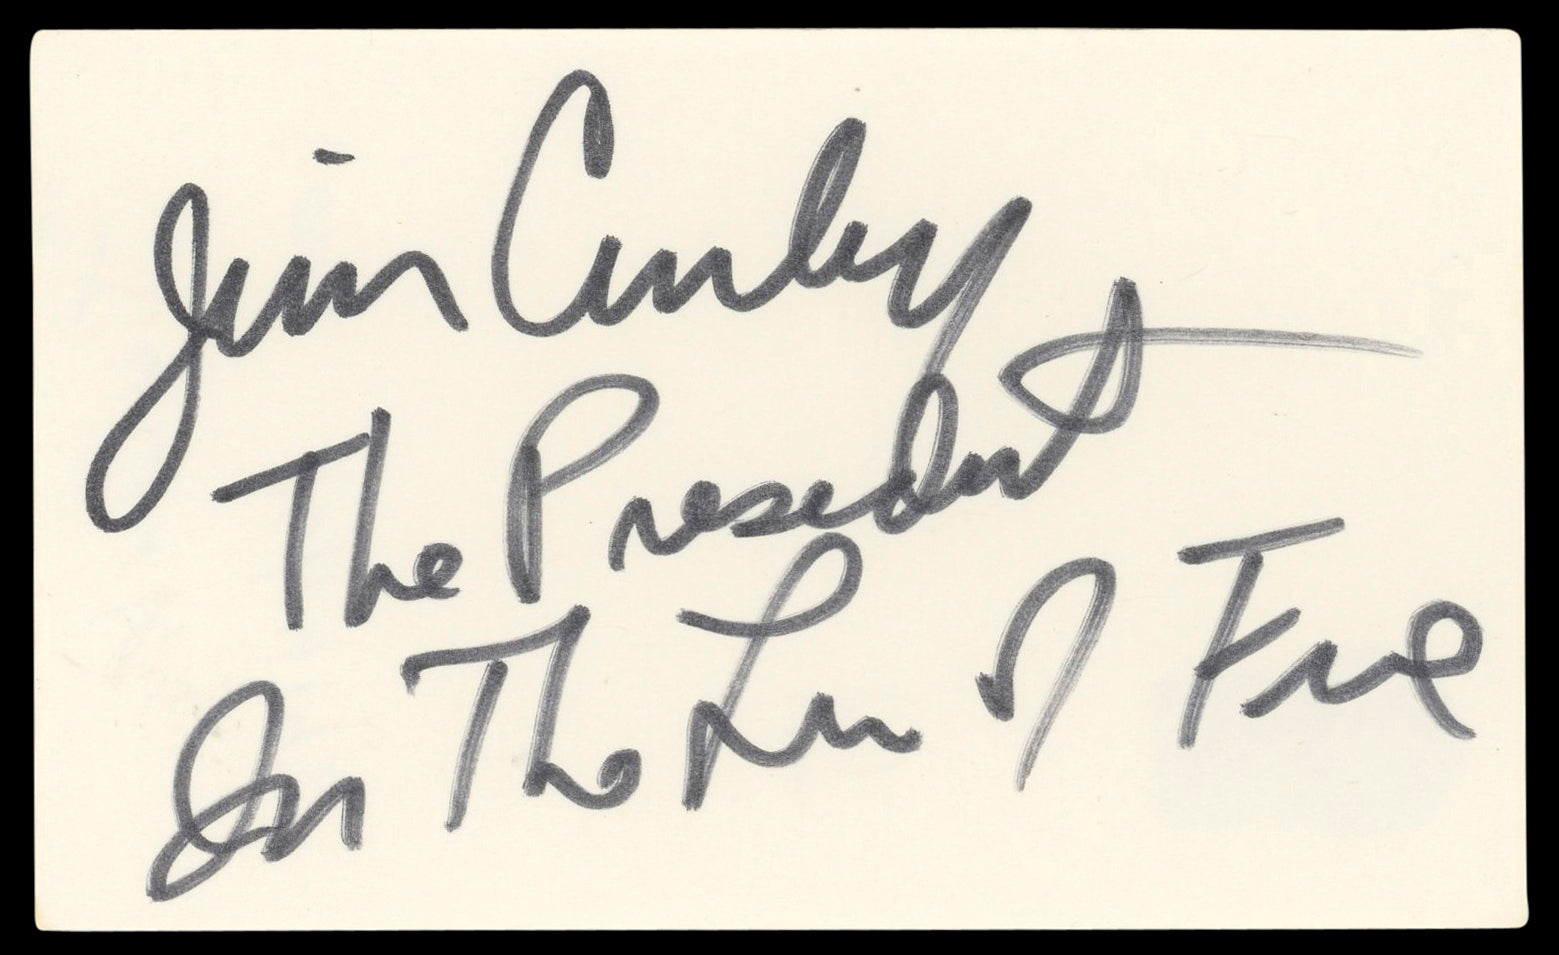 Jim Curley
The President
In The Line of Fire